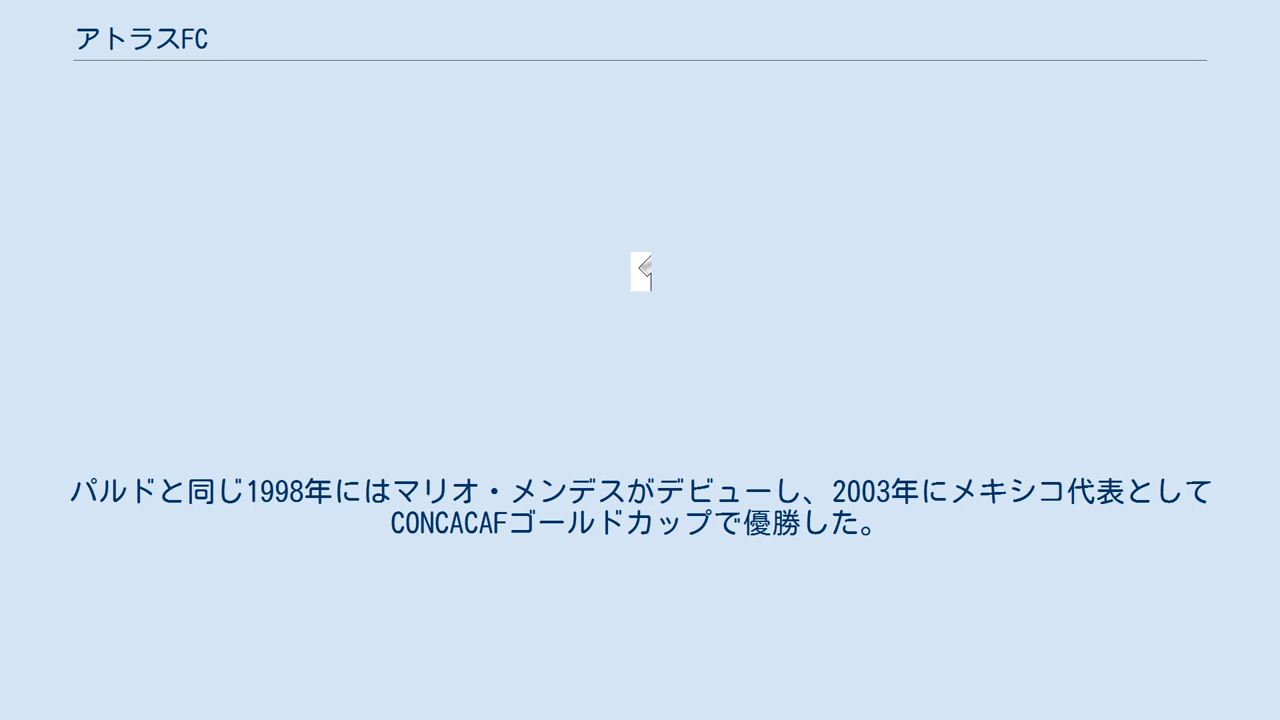 アトラスFC
パルドと同じ1998年にはマリオ・メンデスがデビューし、2003年にメキシコ代表として
CONCACAFゴールドカップで優勝した。